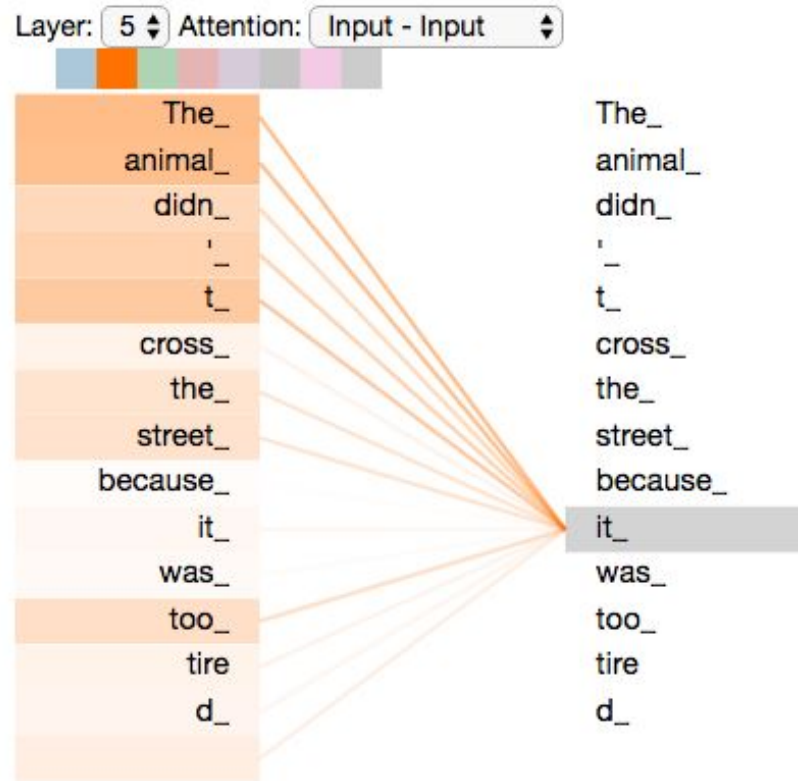 Layer: 5 Attention: Input - Input
The_ The_
animal_ animal_
didn_ didn_
'_ '_
t_ t_
cross_ cross_
the_ the_
street_ street_
because_ because_
it_ it_
was_ was_
too_ too_
tire tire
d_ d_